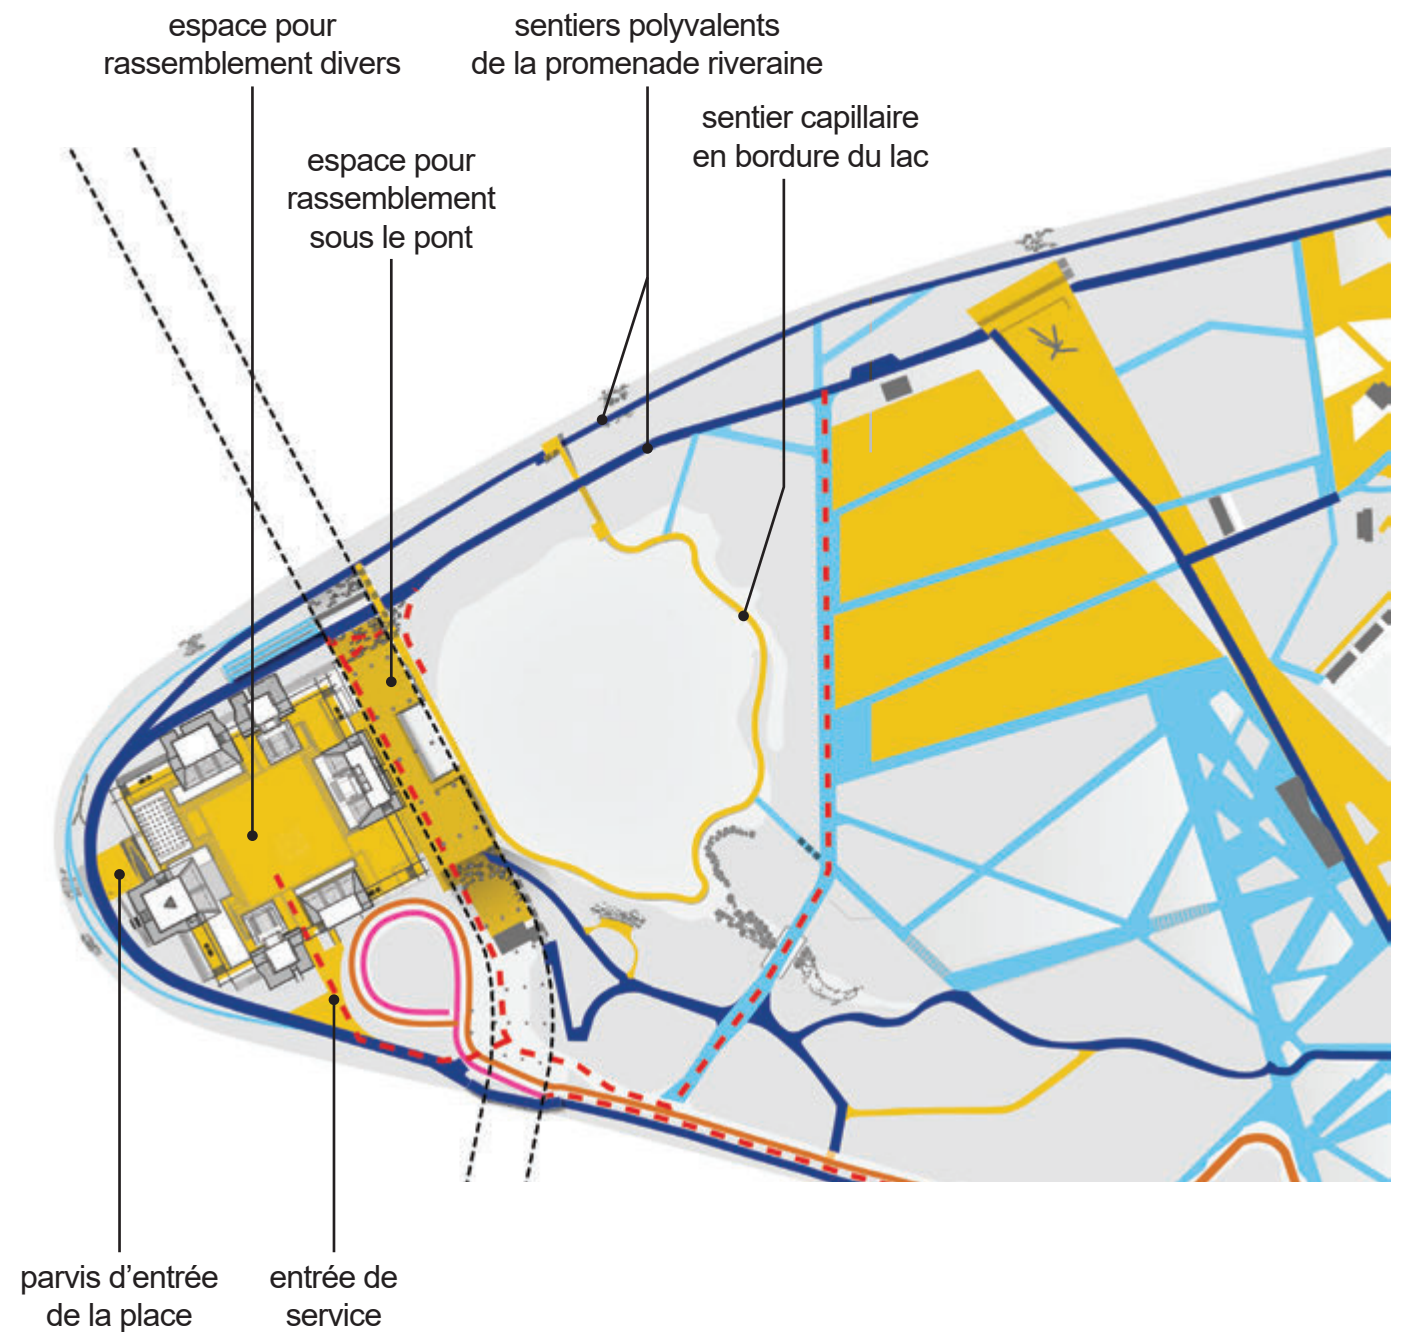 espace pour
rassemblement divers
sentiers polyvalents
de la promenade riveraine
sentier capillaire
en bordure du lac
espace pour
rassemblement
sous le pont
parvis d’entrée
de la place
entrée de
service